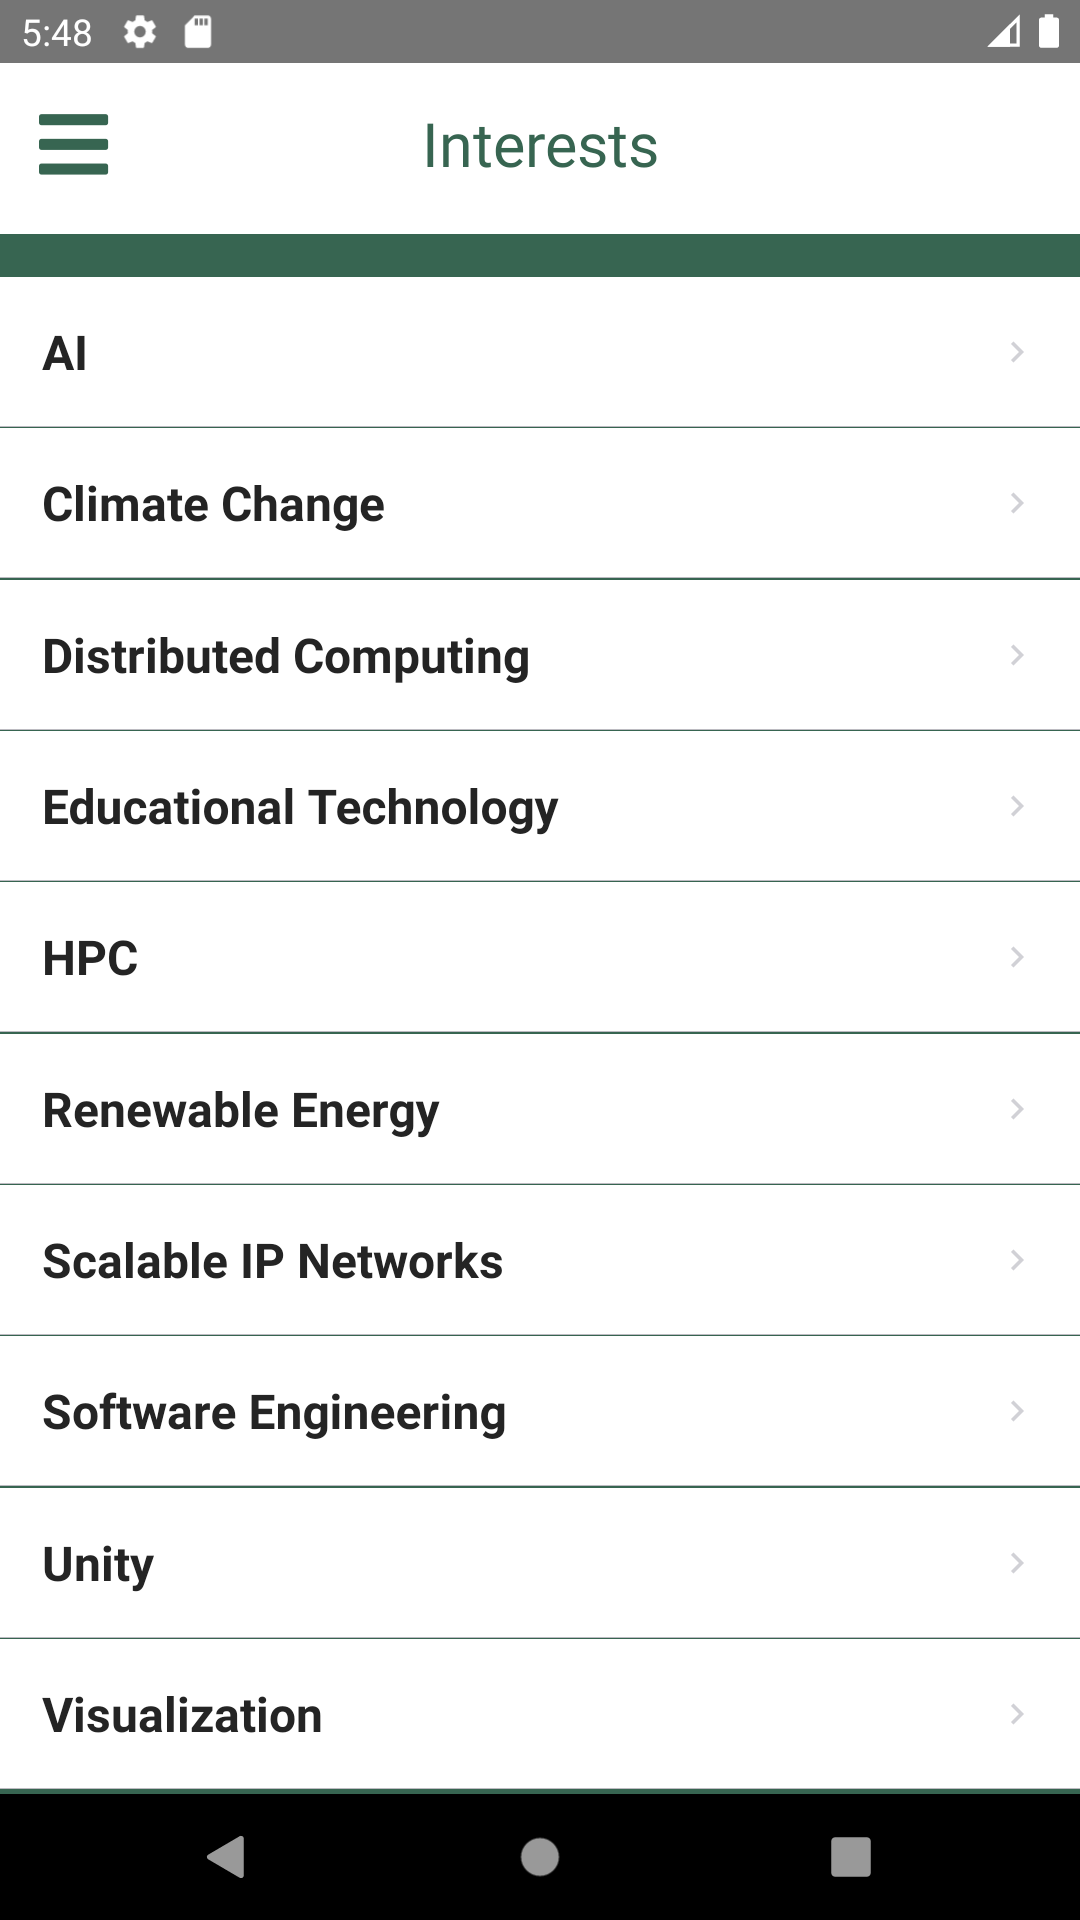 5:48
Interests
AI
Climate Change
Distributed Computing
Educational Technology
HPC
Renewable Energy
Scalable IP Networks
Software Engineering
Unity
Visualization